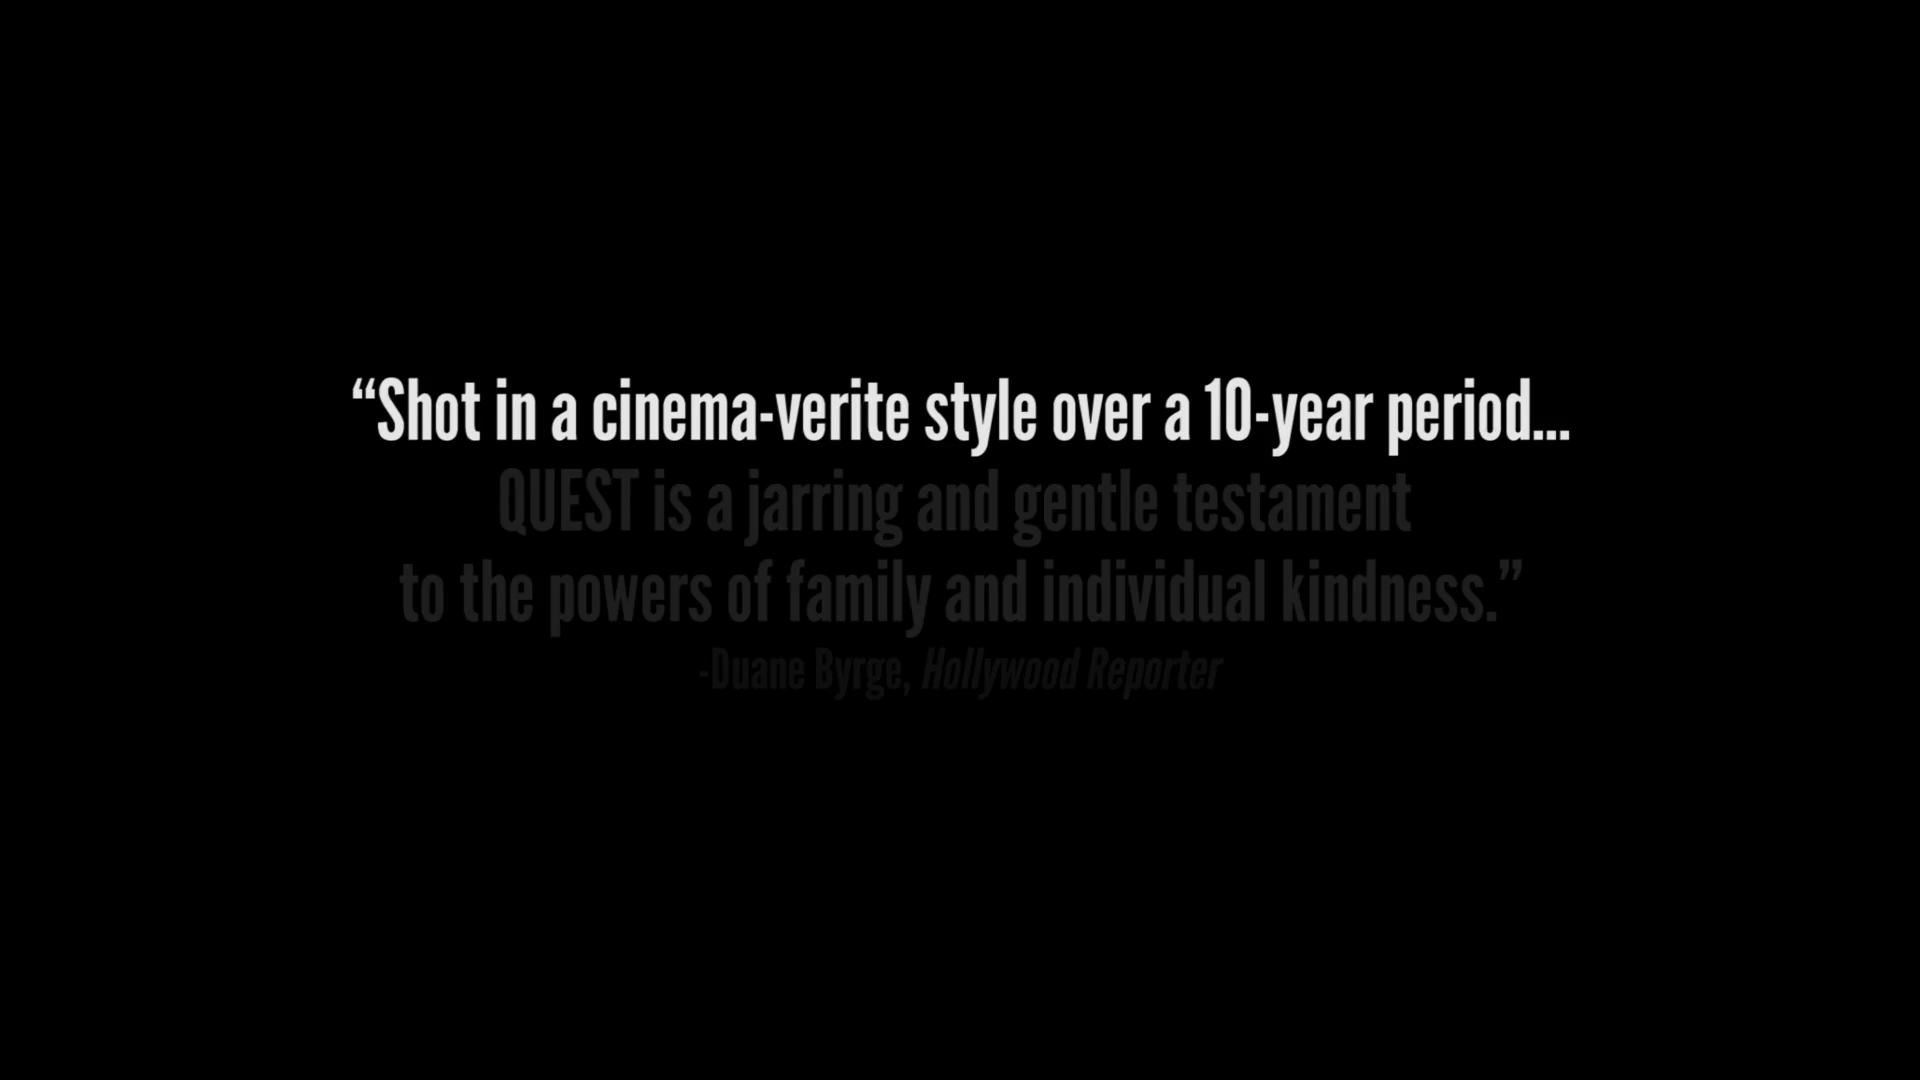 “Shot in a cinema-verite style over a 10-year period...
QUEST is a jarring and gentle testament
to the powers of family and individual kindness.”
-Duane Byrge, Hollywood Reporter